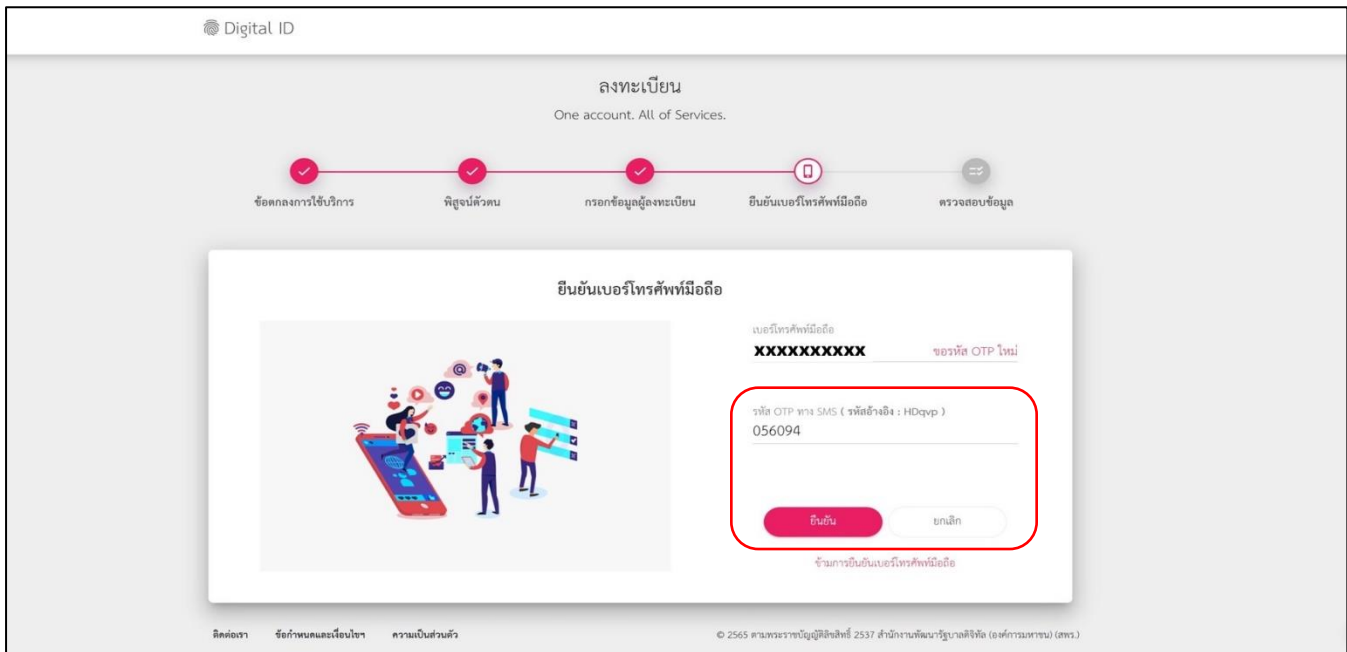 Digital ID
ลงทะเบียน
One account. All of Services.
ข้อตกลงการใช้บริการ
พิสูจน์ตัวตน
กรอกข้อมูลผู้ลงทะเบียน
ยืนยันเบอร์โทรศัพท์มือถือ
ตรวจสอบข้อมูล
ยืนยันเบอร์โทรศัพท์มือถือ
เบอร์โทรศัพท์มือถือ
xxxxxxxxxx ขอรหัส OTP ใหม่
รหัส OTP ทาง SMS ( รหัสอ้างอิง : HDqvp )
056094
ยืนยัน ยกเลิก
ข้ามการยืนยันเบอร์โทรศัพท์มือถือ
ติดต่อเรา ข้อกำหนดและเงื่อนไขฯ ความเป็นส่วนตัว © 2565 ตามพระราชบัญญัติลิขสิทธิ์ 2537 สำนักงานพัฒนารัฐบาลดิจิทัล (องค์การมหาชน) (สพร.)